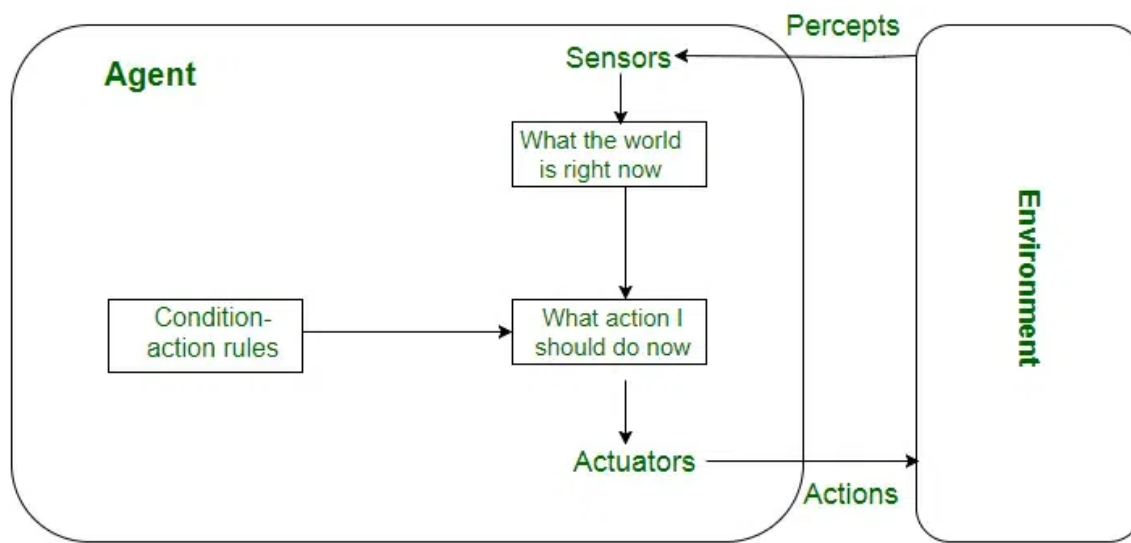 Percepts
Agent
Sensors
What the world
is right now
Environment
Condition-
action rules
What action I
should do now
Actuators
Actions